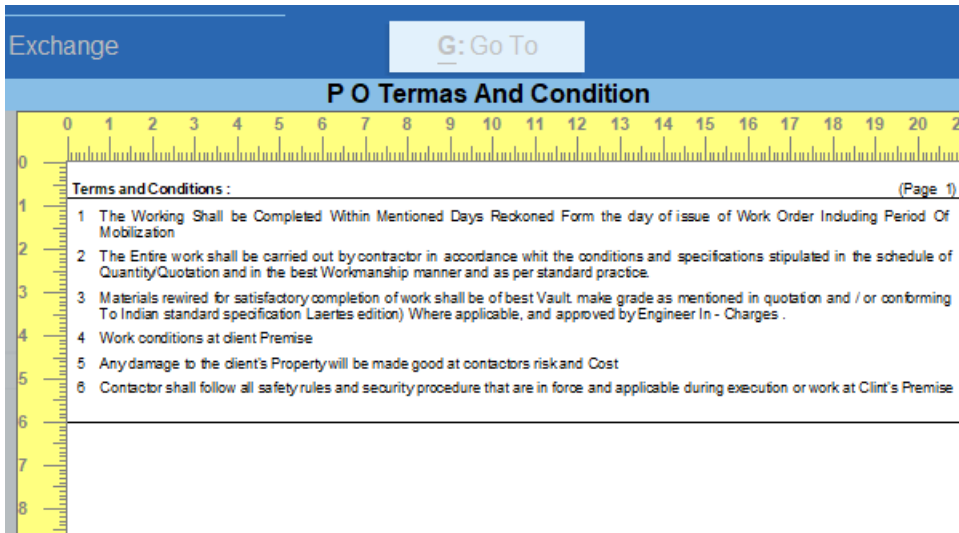 Exchange
G: Go To
P O Termas And Condition
0 1 2 3 4 5 6 7 8 9 10 11 12 13 14 15 16 17 18 19 20 2
0
Terms and Conditions : (Page 1)
1
1 The Working Shall be Completed Within Mentioned Days Reckoned Form the day of issue of Work Order Including Period Of
Mobilization
2
2 The Entire work shall be carried out by contractor in accordance whit the conditions and specifications stipulated in the schedule of
Quantity/Quotation and in the best Workmanship manner and as per standard practice.
3
3 Materials rewired for satisfactory completion of work shall be of best Vault. make grade as mentioned in quotation and / or conforming
To Indian standard specification Laertes edition) Where applicable, and approved by Engineer In - Charges .
4
4 Work conditions at client Premise
5 Any damage to the client's Property will be made good at contactors risk and Cost
5
6 Contactor shall follow all safety rules and security procedure that are in force and applicable during execution or work at Clint's Premise
6
7
8